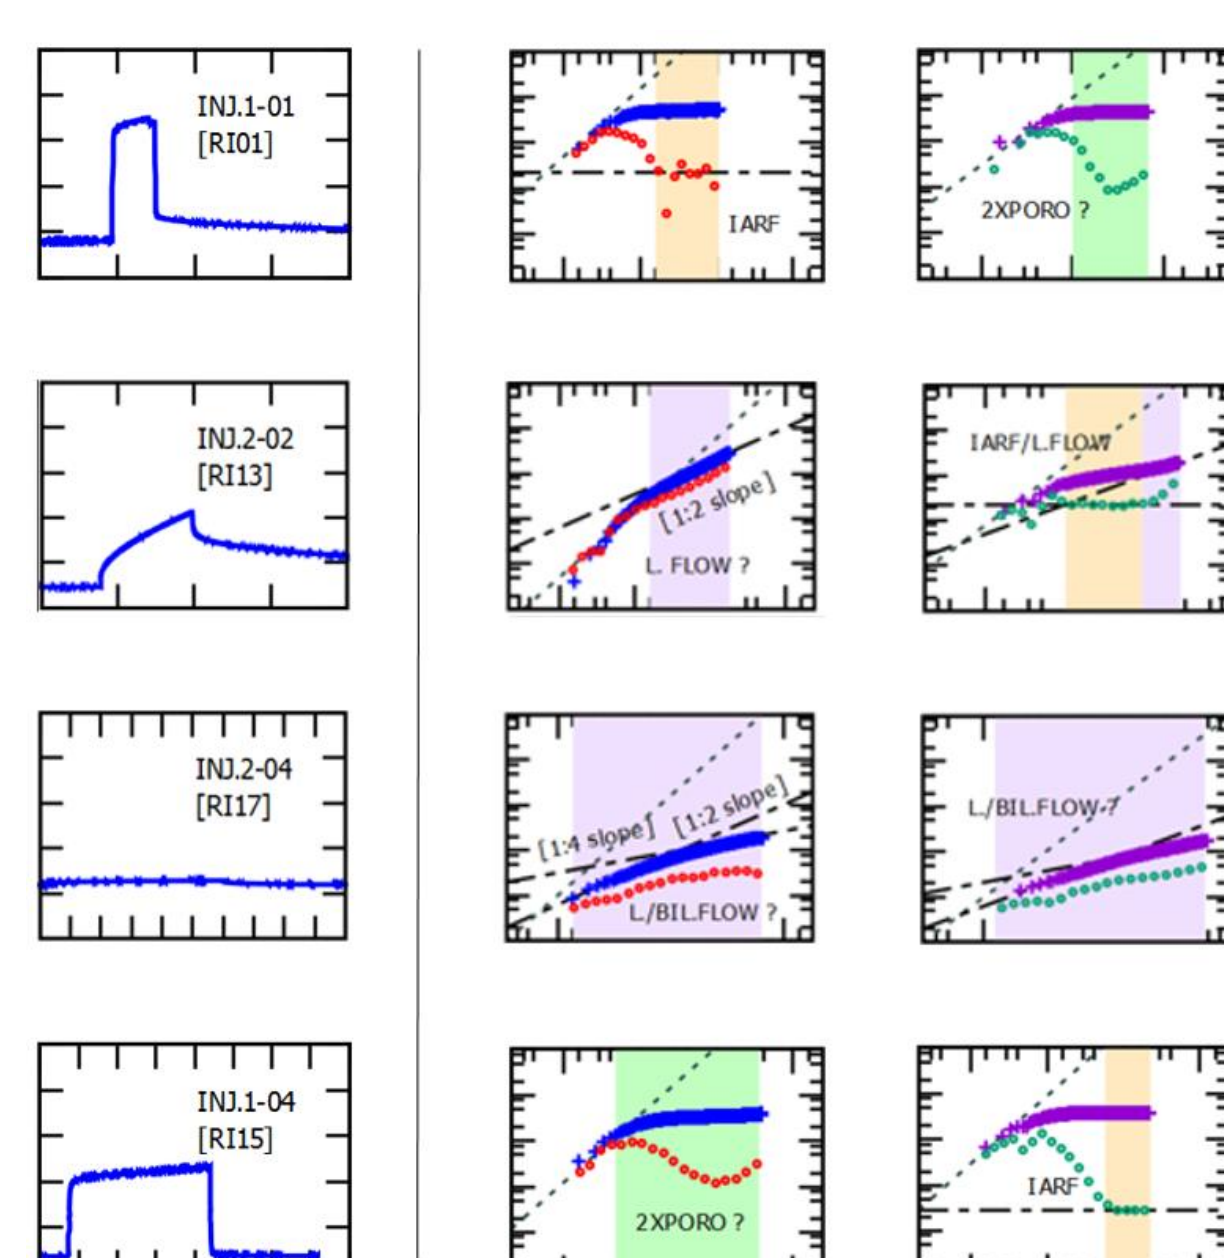 INJ.1-01
[RI01]
IARF
2XPORO ?
INJ.2-02
[RI13]
[1:2 slope]
L. FLOW ?
IARF/L.FLOW
INJ.2-04
[RI17]
[1:4 slope] [1:2 slope]
L./BIL.FLOW ?
L./BIL.FLOW ?
INJ.1-04
[RI15]
2XPORO ?
IARF